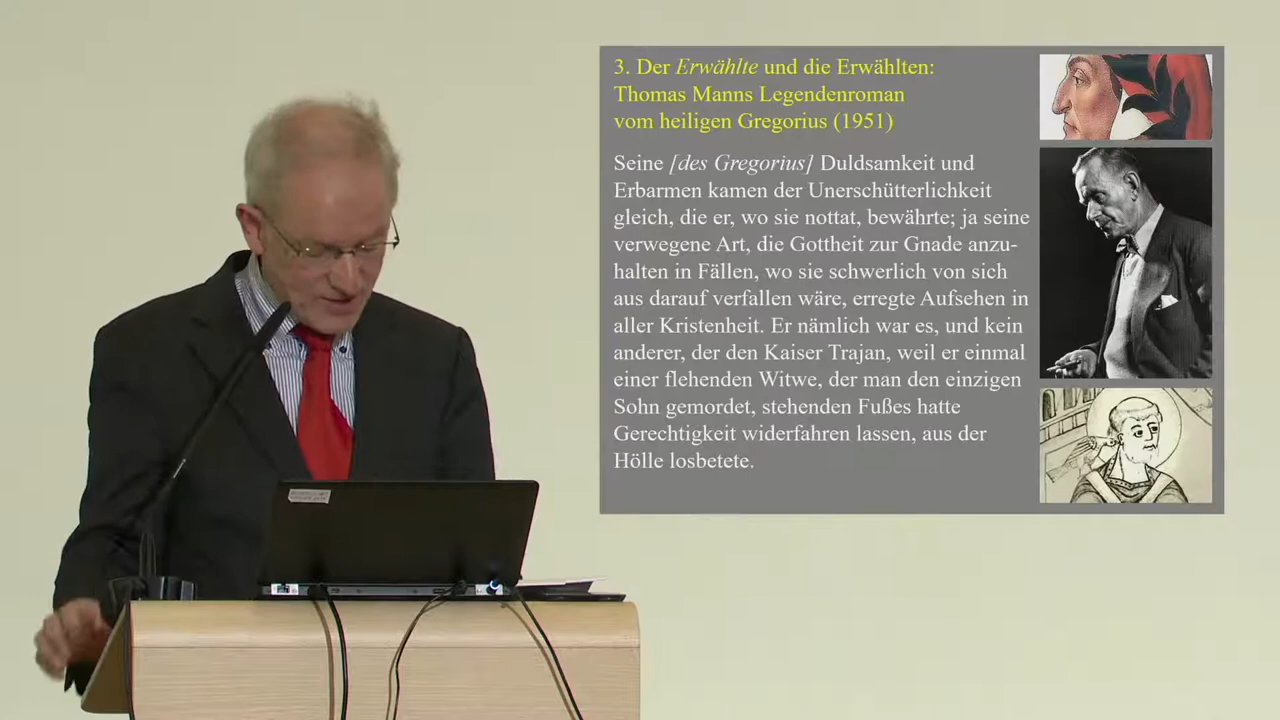 3. Der Erwählte und die Erwählten:
Thomas Manns Legendenroman
vom heiligen Gregorius (1951)
Seine [des Gregorius] Duldsamkeit und
Erbarmen kamen der Unerschütterlichkeit
gleich, die er, wo sie nottat, bewährte; ja seine
verwegene Art, die Gottheit zur Gnade anzu-
halten in Fällen, wo sie schwerlich von sich
aus darauf verfallen wäre, erregte Aufsehen in
aller Kristenheit. Er nämlich war es, und kein
anderer, der den Kaiser Trajan, weil er einmal
einer flehenden Witwe, der man den einzigen
Sohn gemordet, stehenden Fußes hatte
Gerechtigkeit widerfahren lassen, aus der
Hölle losbetete.